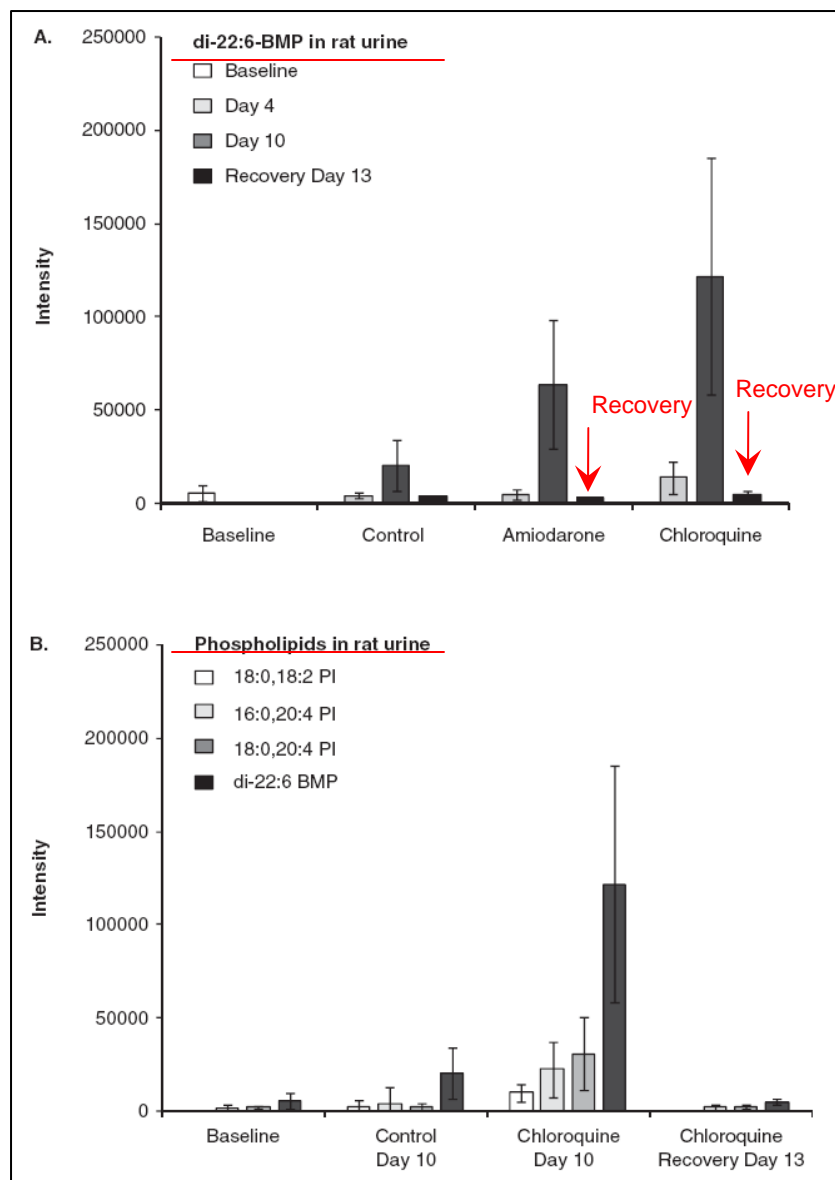 A.
250000
200000
150000
100000
50000
0
Intensity
di-22:6-BMP in rat urine
Baseline
Day 4
Day 10
Recovery Day 13
Recovery
Recovery
Baseline Control Amiodarone Chloroquine
B.
250000
200000
150000
100000
50000
0
Intensity
Phospholipids in rat urine
18:0,18:2 PI
16:0,20:4 PI
18:0,20:4 PI
di-22:6 BMP
Baseline Control Chloroquine Chloroquine
Day 10 Day 10 Recovery Day 13